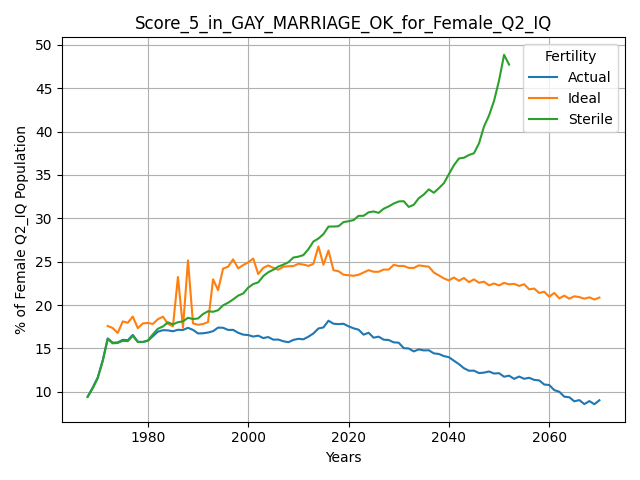 Score_5_in_GAY_MARRIAGE_OK_for_Female_Q2_IQ
% of Female Q2_IQ Population
50
45
40
35
30
25
20
15
10
Fertility
Actual
Ideal
Sterile
1980
2000
2020
2040
2060
Years